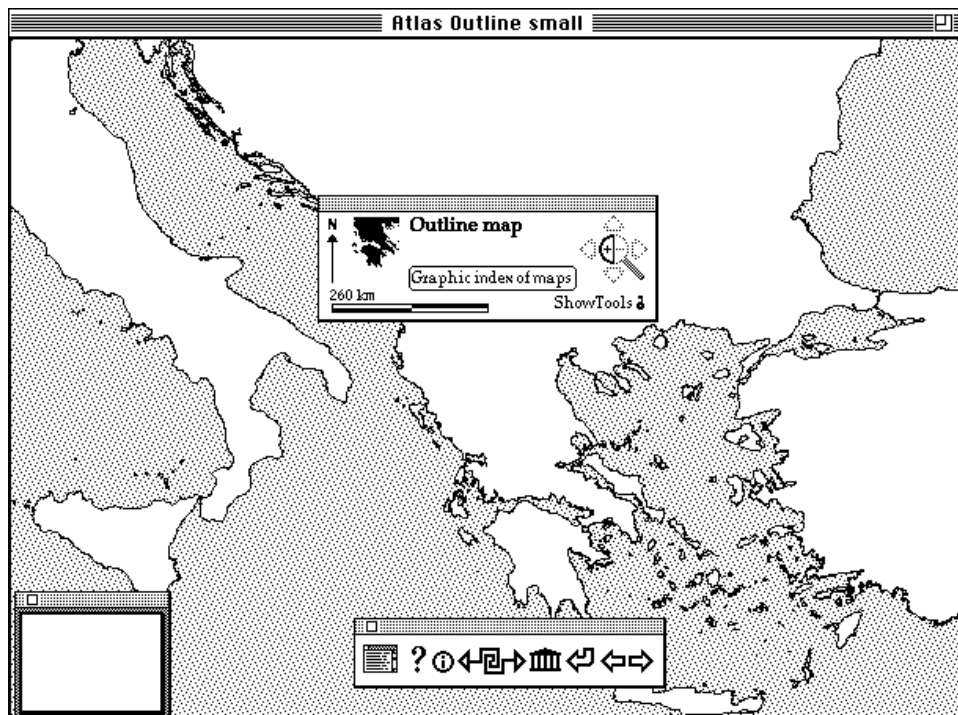 Atlas Outline small
N
Outline map
Graphic index of maps
260 km
ShowTools
?
i